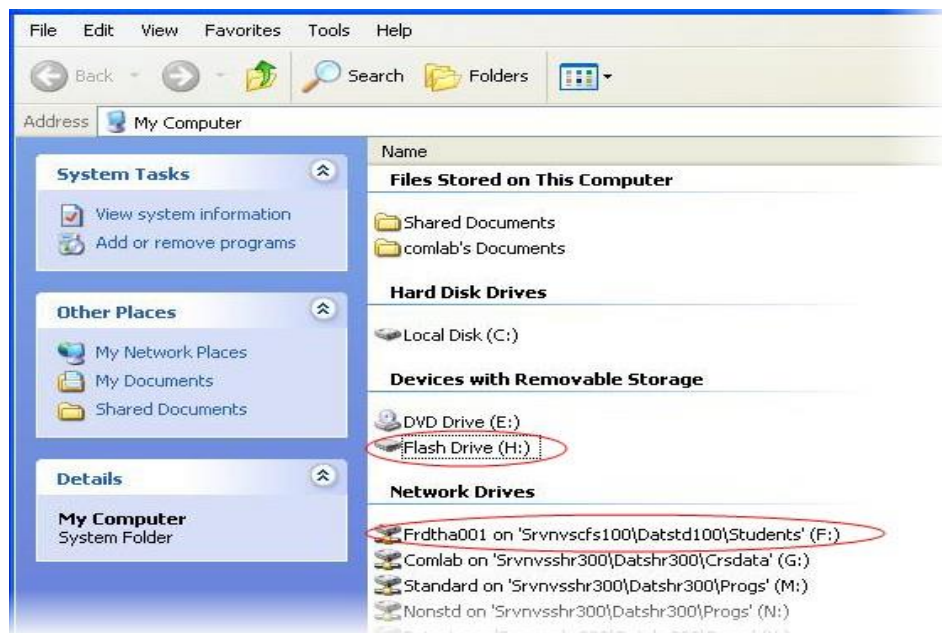 File Edit View Favorites Tools Help
Back Search Folders
Address My Computer
System Tasks
View system information
Add or remove programs
Other Places
My Network Places
My Documents
Shared Documents
Details
My Computer
System Folder
Name
Files Stored on This Computer
Shared Documents
comlab's Documents
Hard Disk Drives
Local Disk (C:)
Devices with Removable Storage
DVD Drive (E:)
Flash Drive (H:)
Network Drives
Frdtha001 on 'Srvnvscfs100\Datstd100\Students' (F:)
Comlab on 'Srvnvsshr300\Datshr300\Crsdata' (G:)
Standard on 'Srvnvsshr300\Datshr300\Progs' (M:)
Nonstd on 'Srvnvsshr300\Datshr300\Progs' (N:)